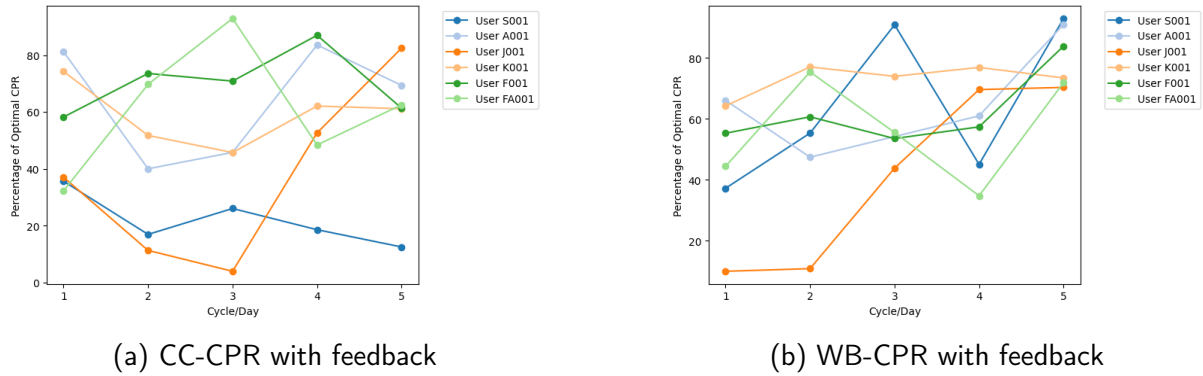 Percentage of Optimal CPR
80
60
40
20
0
1 2 3 4 5
Cycle/Day
User S001
User A001
User J001
User K001
User F001
User FA001
(a) CC-CPR with feedback
Percentage of Optimal CPR
80
60
40
20
1 2 3 4 5
Cycle/Day
User S001
User A001
User J001
User K001
User F001
User FA001
(b) WB-CPR with feedback